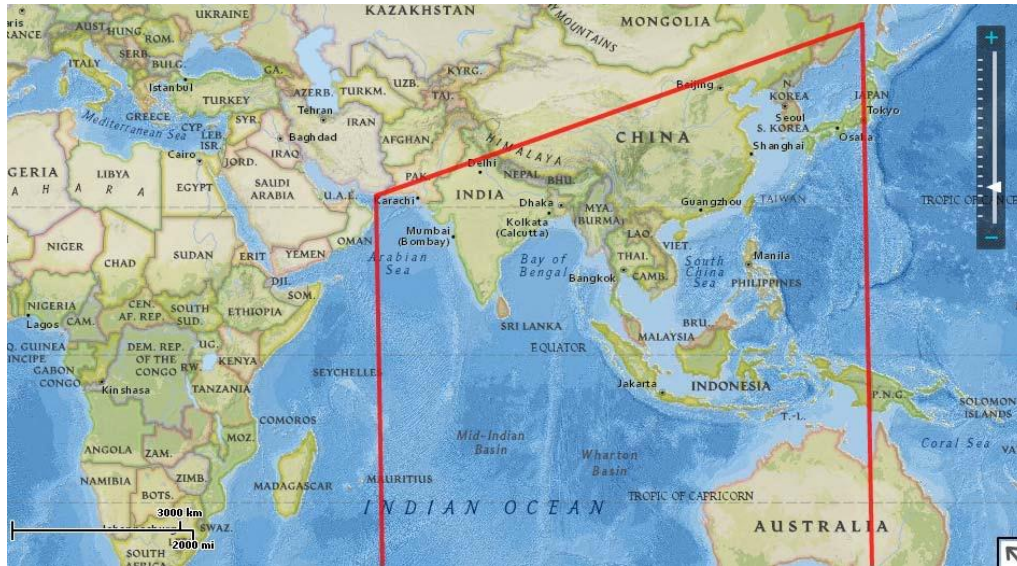 UKRAINE
KAZAKHSTAN
MONGOLIA
aris
RANCE
AUST.
HUNG.
ROM.
SERB.
ITALY
BULG.
Istanbul
GREECE
TURKEY
GA.
AZERB.
TURKM.
UZB.
KYRG.
TAJ.
Y MOUNTAINS
Beijing
N.
KOREA
Seoul
S. KOREA
JAPAN
Tokyo
Osaka
Mediterranean Sea
CYP.
SYR.
LEB
ISR.
Tehran
Baghdad
IRAN
AFGHAN.
CHINA
Shanghai
Cairo
JORD.
IRAQ
HIMALAYA
Delhi
NEPAL
BHU.
GERIA
LIBYA
EGYPT
SAUDI
ARABIA
U.A.E.
PAK.
Karachi
INDIA
Dhaka
Guangzhou
TAIWAN
TROPIC OF CANCE
A H A R A
OMAN
Mumbai
(Bombay)
Kolkata
(Calcutta)
MYA.
(BURMA)
LAO.
VIET.
NIGER
CHAD
SUDAN
ERIT
YEMEN
Arabian
Sea
Bay of
Bengal
THAI.
Bangkok
CAMB.
South
China
Sea
Manila
PHILIPPINES
DJI.
NIGERIA
Lagos
CAM.
CEN.
AF. REP.
SOUTH
SUD.
ETHIOPIA
SOM.
SRI LANKA
BRU.
MALAYSIA
Q. GUINEA
INCIPE
GABON
CONGO
DEM. REP.
OF THE
CONGO
UG.
RW.
KENYA
EQUATOR
SEYCHELLES
Kinshasa
TANZANIA
Jakarta
INDONESIA
P.N.G.
SOLOMON
ISLANDS
T.-L.
COMOROS
ANGOLA
ZAM.
MOZ.
Mid-Indian
Basin
Wharton
Basin
Coral Sea
VA
NAMIBIA
ZIMB.
BOTS.
MADAGASCAR
MAURITIUS
TROPIC OF CAPRICORN
INDIAN OCEAN
AUSTRALIA
3000 km
SWAZ.
2000 mi
SOUTH
AFRICA
+
−